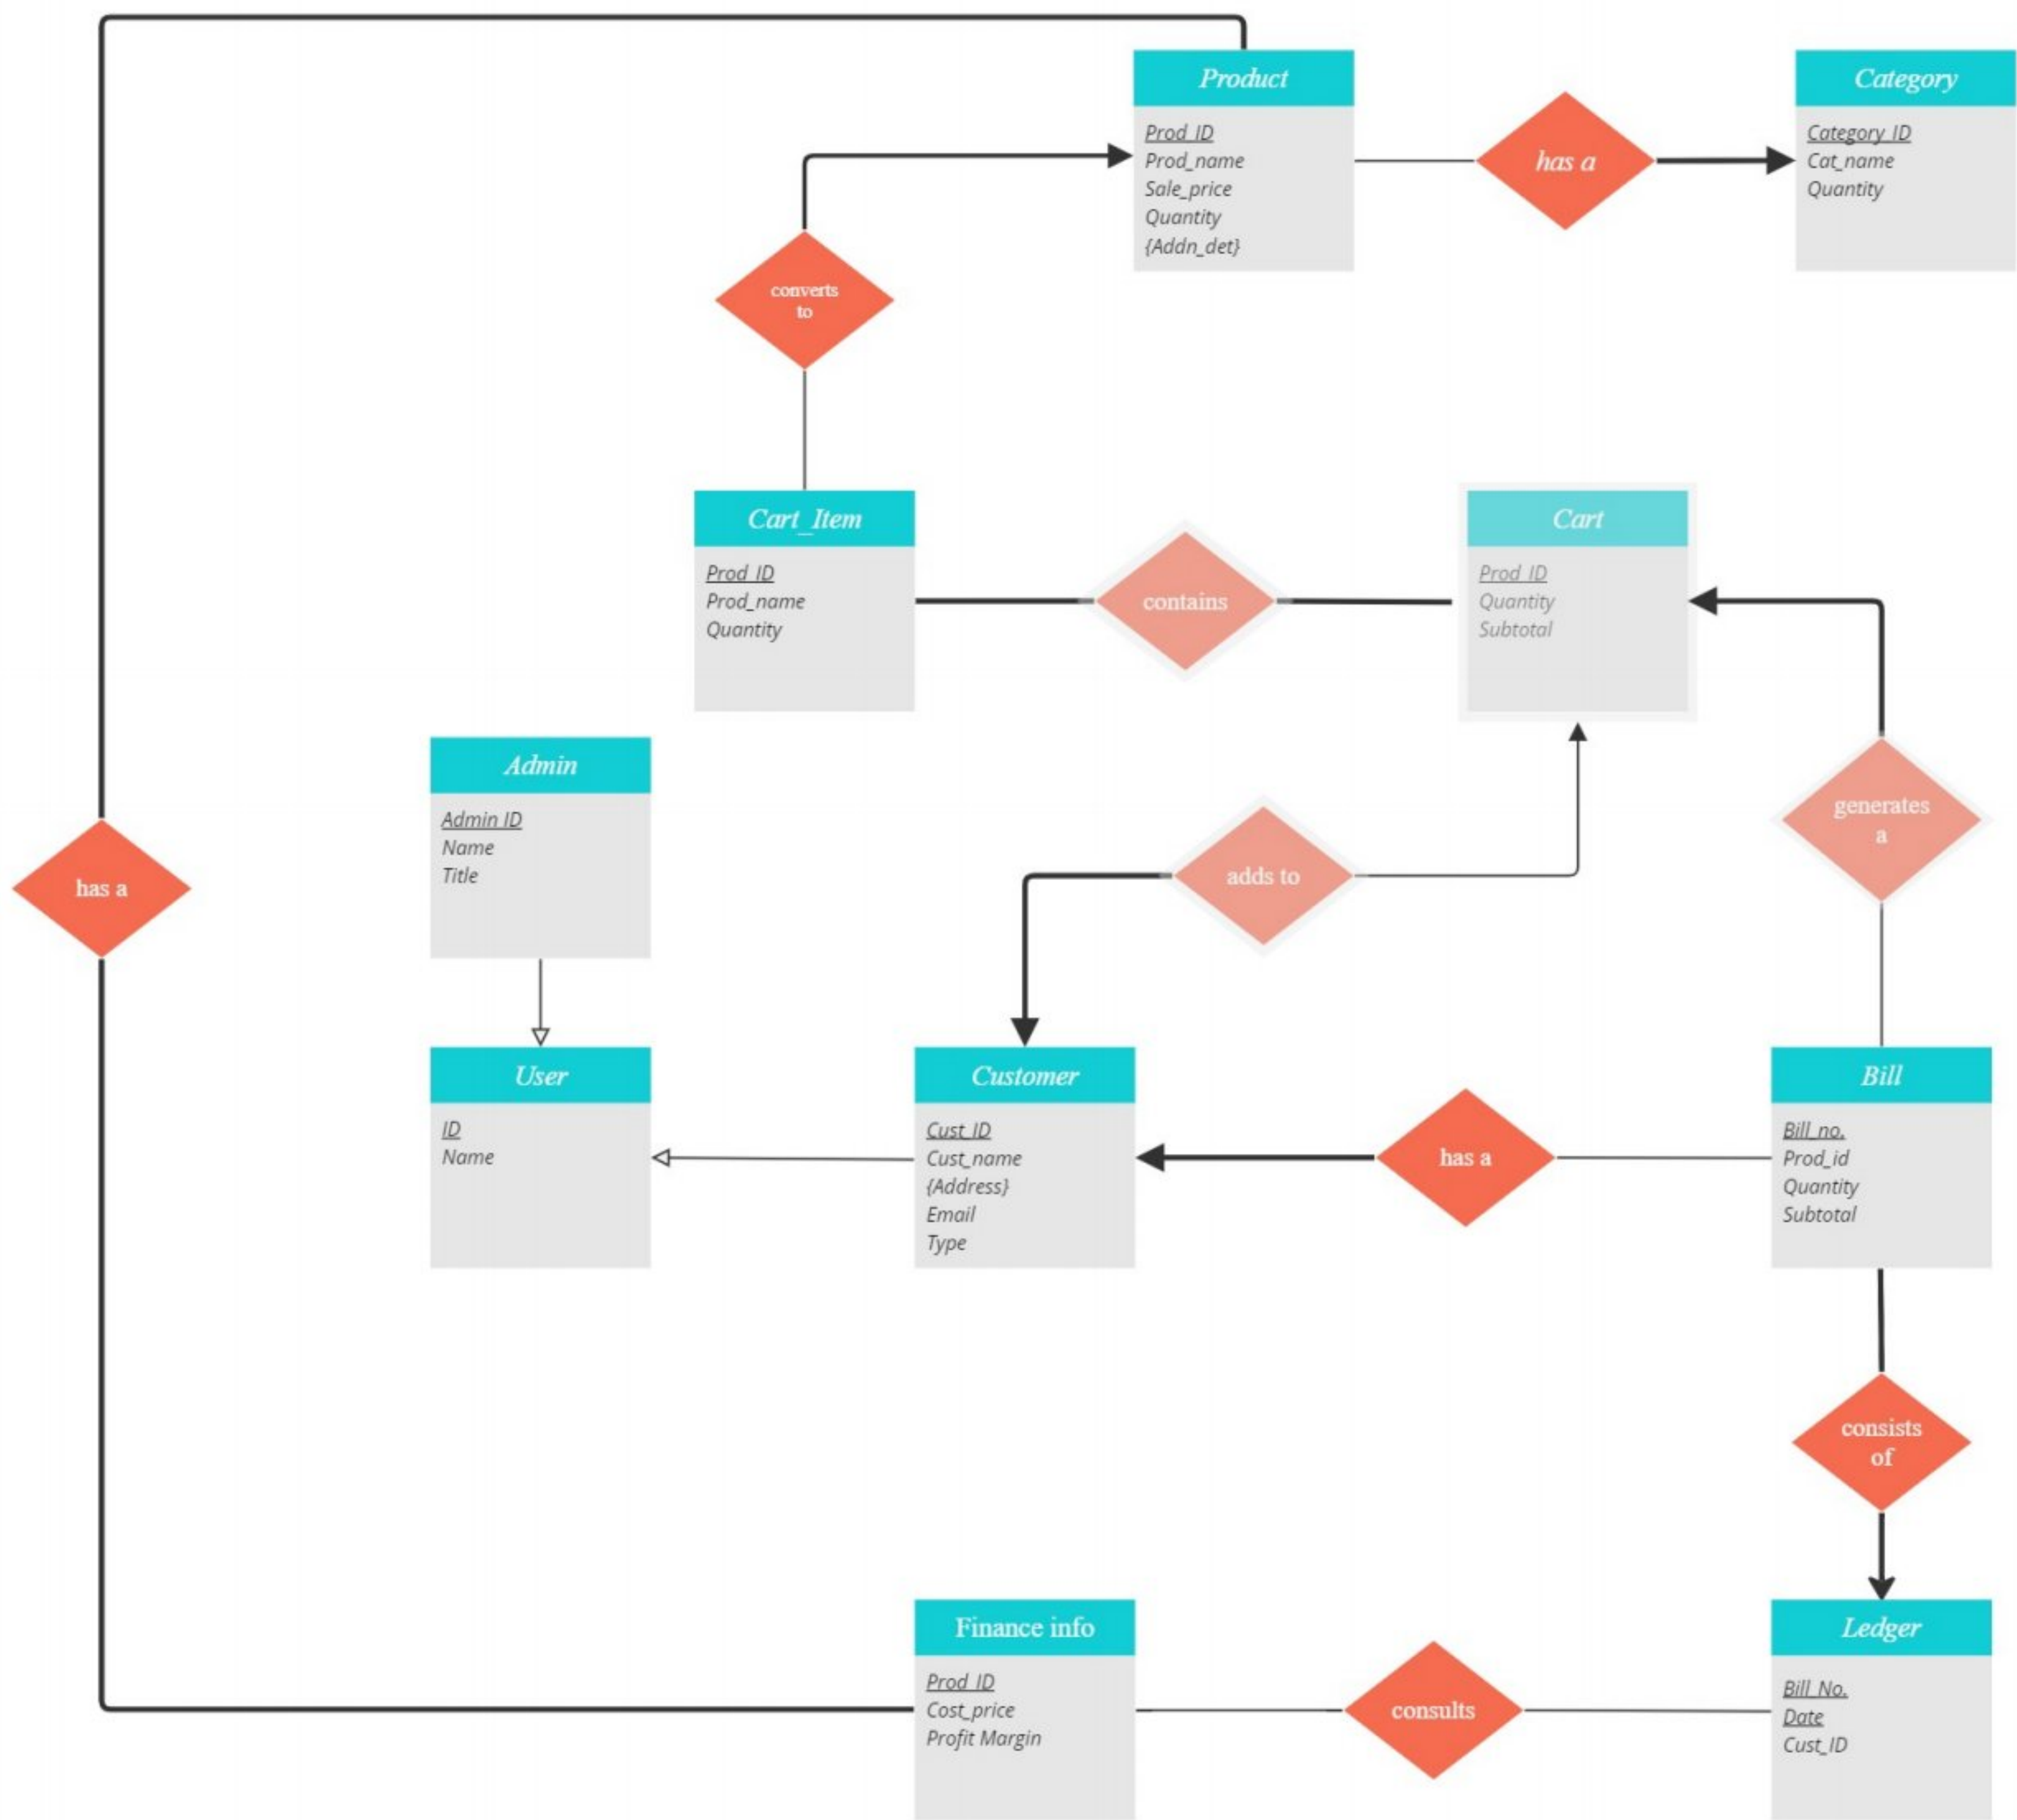 Product
Prod_ID
Prod_name
Sale_price
Quantity
{Addn_det}
has a
Category
Category_ID
Cat_name
Quantity
converts
to
Cart_Item
Prod_ID
Prod_name
Quantity
contains
Cart
Prod_ID
Quantity
Subtotal
Admin
Admin ID
Name
Title
has a
adds to
generates
a
User
ID
Name
Customer
Cust_ID
Cust_name
{Address}
Email
Type
has a
Bill
Bill_no.
Prod_id
Quantity
Subtotal
consists
of
Finance info
Prod_ID
Cost_price
Profit Margin
consults
Ledger
Bill_No.
Date
Cust_ID